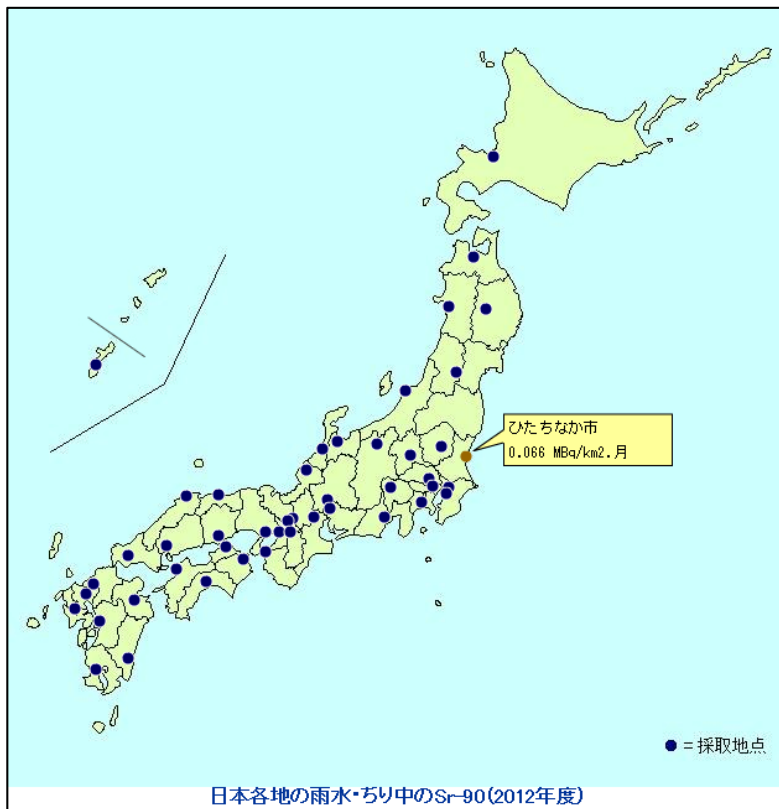 ひたちなか市
0.066 MBq/km2.月
● = 採取地点
日本各地の雨水・ちり中のSr-90(2012年度)